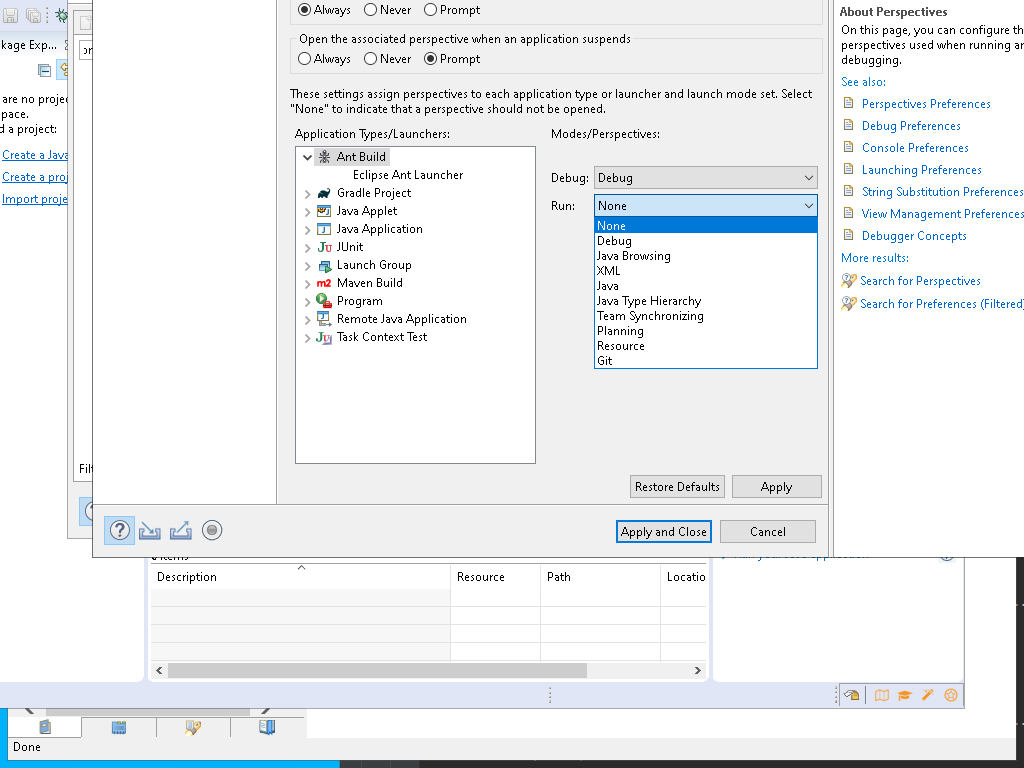 Always Never Prompt
Open the associated perspective when an application suspends
Always Never Prompt
These settings assign perspectives to each application type or launcher and launch mode set. Select
"None" to indicate that a perspective should not be opened.
Application Types/Launchers:
Ant Build
Eclipse Ant Launcher
Gradle Project
Java Applet
Java Application
JUnit
Launch Group
Maven Build
Program
Remote Java Application
Task Context Test
Modes/Perspectives:
Debug: Debug
Run: None
None
Debug
Java Browsing
XML
Java
Java Type Hierarchy
Team Synchronizing
Planning
Resource
Git
Restore Defaults Apply
Apply and Close Cancel
About Perspectives
On this page, you can configure th
perspectives used when running ar
debugging.
See also:
Perspectives Preferences
Debug Preferences
Console Preferences
Launching Preferences
String Substitution Preferences
View Management Preferences
Debugger Concepts
More results:
Search for Perspectives
Search for Preferences (Filtered)
kage Exp...
are no projec
pace.
d a project:
Create a Java
Create a proj
Import proje
Filt
Description Resource Path Locatio
Done